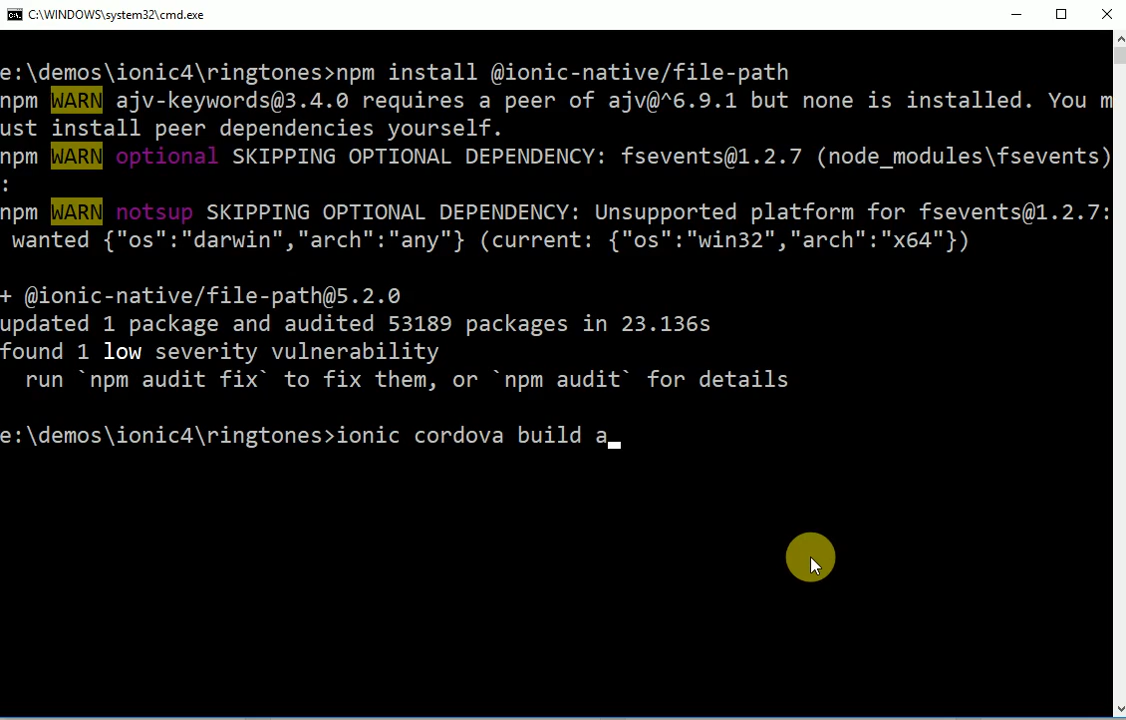 C:\WINDOWS\system32\cmd.exe
e:\demos\ionic4\ringtones>npm install @ionic-native/file-path
npm WARN ajv-keywords@3.4.0 requires a peer of ajv@^6.9.1 but none is installed. You m
ust install peer dependencies yourself.
npm WARN optional SKIPPING OPTIONAL DEPENDENCY: fsevents@1.2.7 (node_modules\fsevents)
:
npm WARN notsup SKIPPING OPTIONAL DEPENDENCY: Unsupported platform for fsevents@1.2.7:
 wanted {"os":"darwin","arch":"any"} (current: {"os":"win32","arch":"x64"})
+ @ionic-native/file-path@5.2.0
updated 1 package and audited 53189 packages in 23.136s
found 1 low severity vulnerability
  run `npm audit fix` to fix them, or `npm audit` for details
e:\demos\ionic4\ringtones>ionic cordova build a_